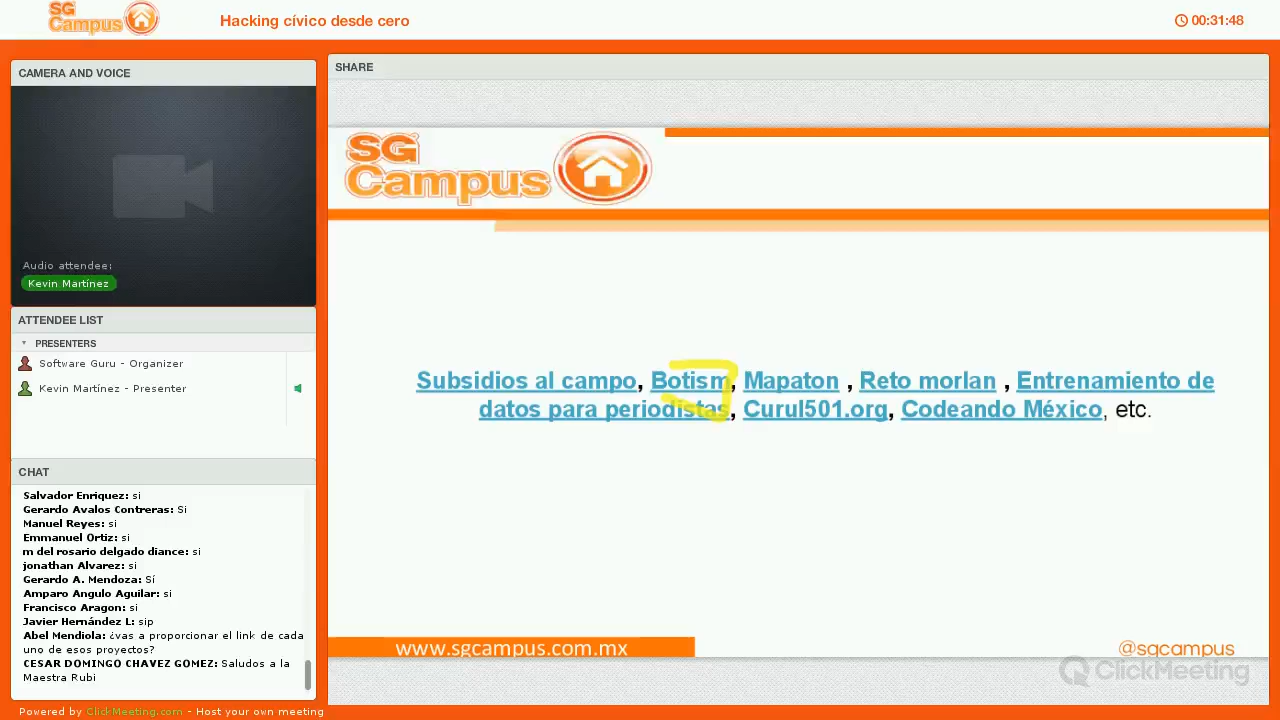 SG Campus
Hacking cívico desde cero
00:31:48
CAMERA AND VOICE
Audio attendee:
Kevin Martínez
ATTENDEE LIST
PRESENTERS
Software Guru - Organizer
Kevin Martínez - Presenter
CHAT
Salvador Enriquez: si
Gerardo Avalos Contreras: Si
Manuel Reyes: si
Emmanuel Ortiz: si
m del rosario delgado diance: si
jonathan Alvarez: si
Gerardo A. Mendoza: Sí
Amparo Angulo Aguilar: si
Francisco Aragon: si
Javier Hernández L: sip
Abel Mendiola: ¿vas a proporcionar el link de cada
uno de esos proyectos?
CESAR DOMINGO CHAVEZ GOMEZ: Saludos a la
Maestra Rubi
Powered by ClickMeeting.com - Host your own meeting
SHARE
SG
Campus
Subsidios al campo, Botism, Mapaton , Reto morlan , Entrenamiento de
datos para periodistas, Curul501.org, Codeando México, etc.
www.sgcampus.com.mx
@sgcampus
ClickMeeting